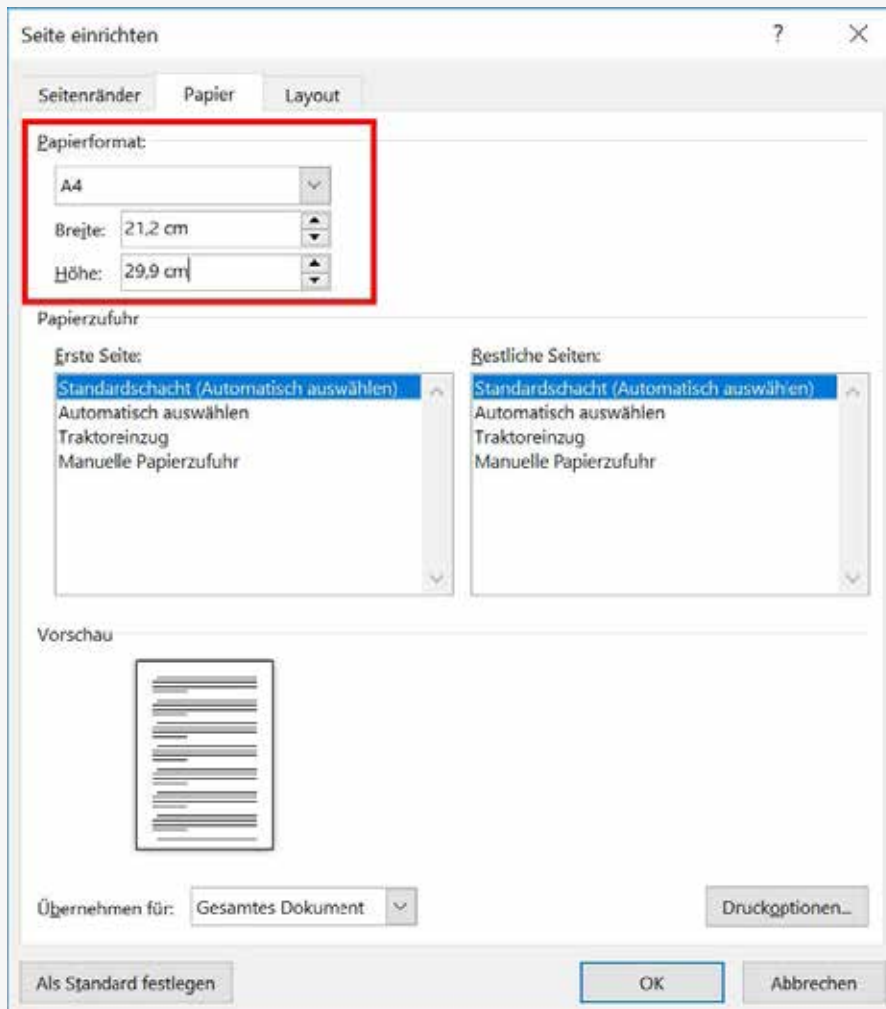 Seite einrichten ? ×
Seitenränder Papier Layout
Papierformat:
A4
Breite: 21,2 cm
Höhe: 29,9 cm
Papierzufuhr
Erste Seite: Restliche Seiten:
Standardschacht (Automatisch auswählen) Standardschacht (Automatisch auswählen)
Automatisch auswählen Automatisch auswählen
Traktoreinzug Traktoreinzug
Manuelle Papierzufuhr Manuelle Papierzufuhr
Vorschau
Übernehmen für: Gesamtes Dokument Druckoptionen...
Als Standard festlegen OK Abbrechen